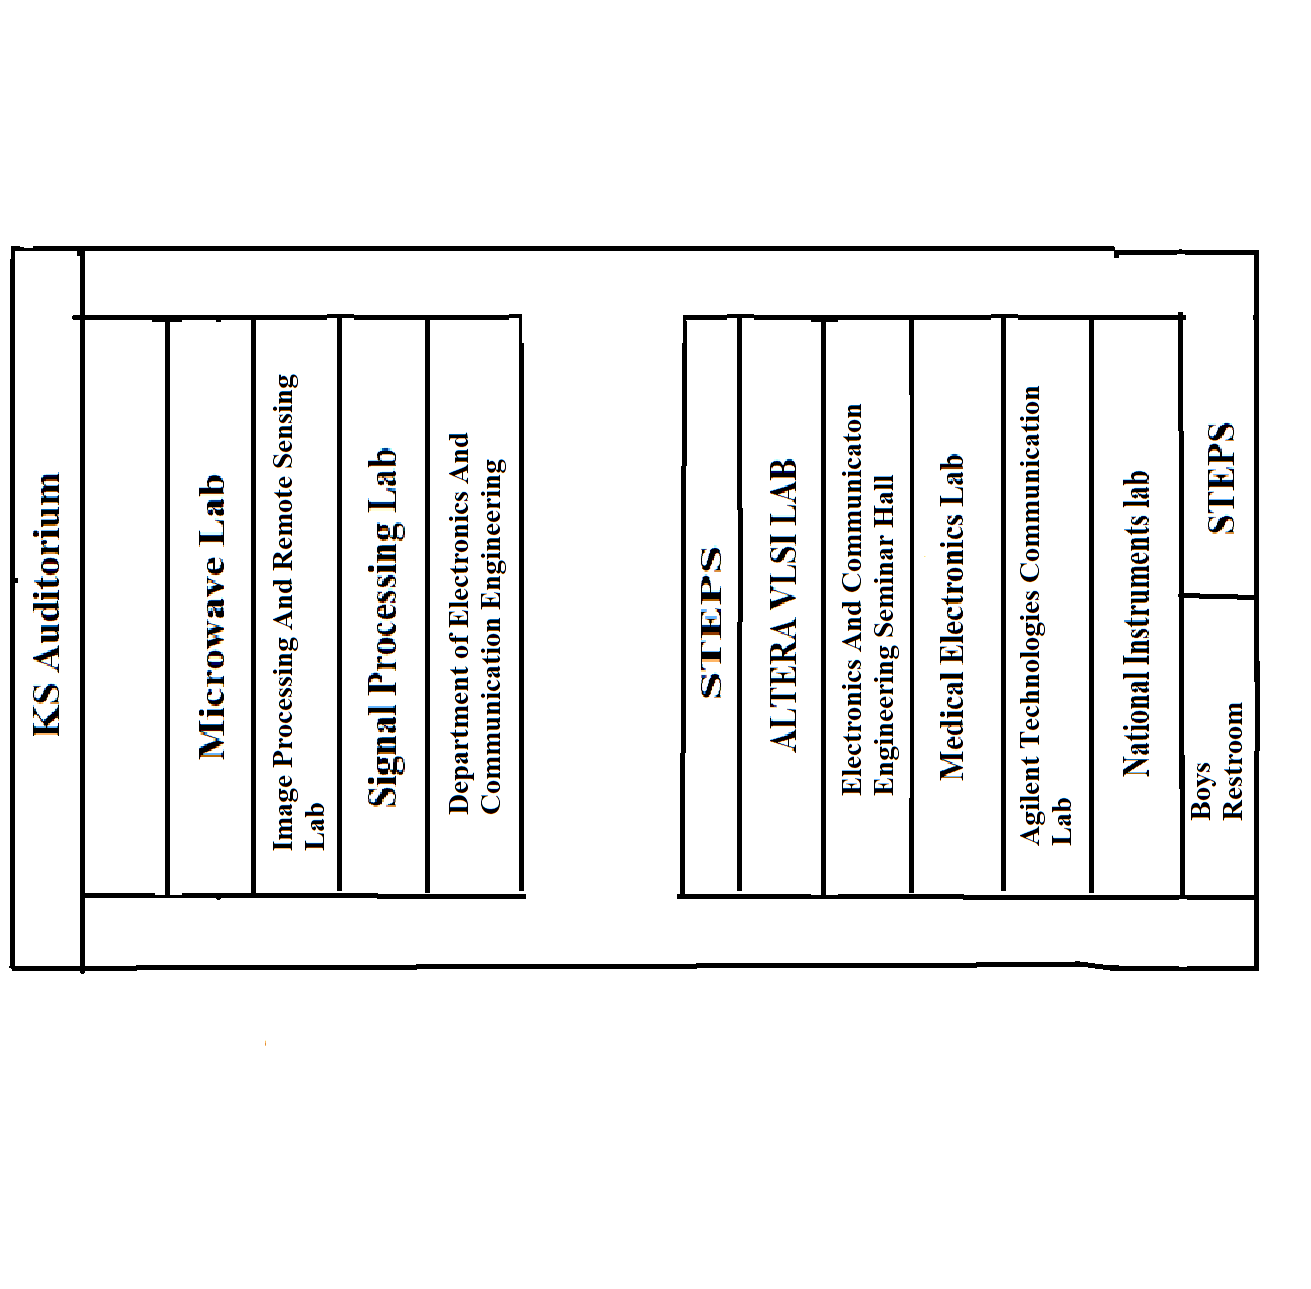 KS Auditorium
Microwave Lab
Image Processing And Remote Sensing
Lab
Signal Processing Lab
Department of Electronics And
Communication Engineering
STEPS
ALTERA VLSI LAB
Electronics And Communicaton
Engineering Seminar Hall
Medical Electronics Lab
Agilent Technologies Communication
Lab
National Instruments lab
STEPS
Boys
Restroom